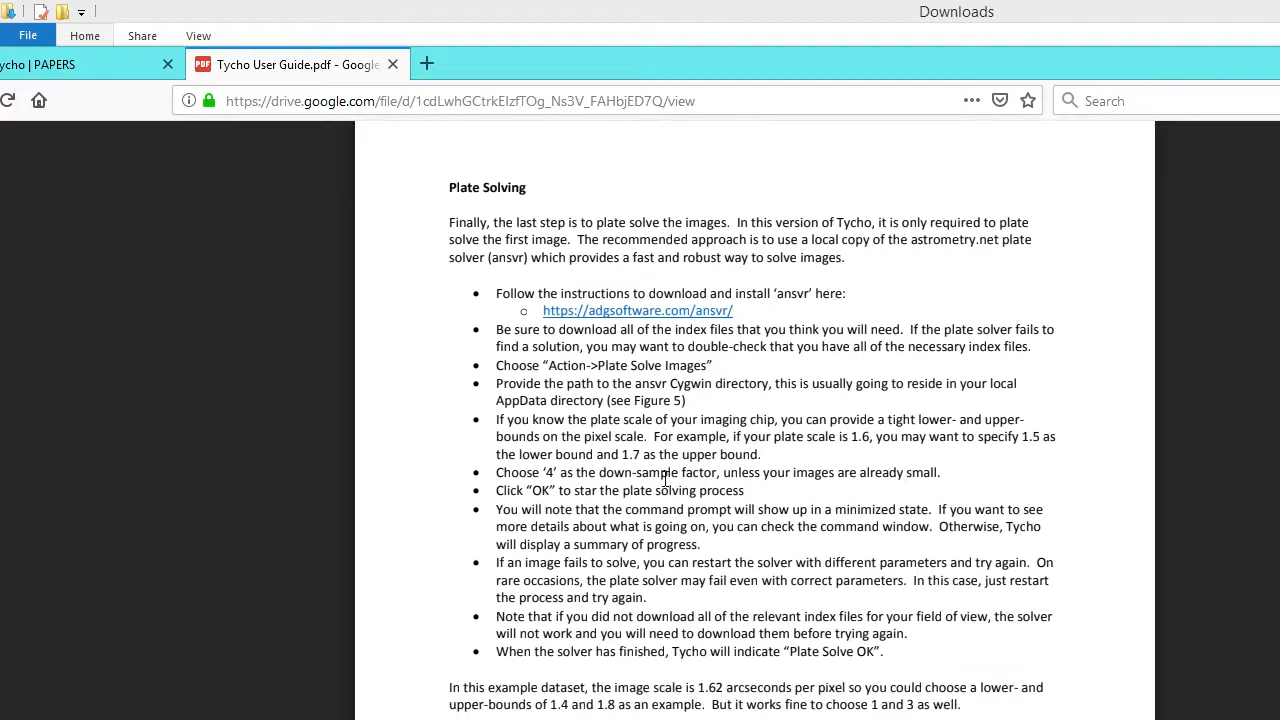 Downloads
File Home Share View
ycho | PAPERS
PDF Tycho User Guide.pdf - Google
https://drive.google.com/file/d/1cdLwhGCtrkEIzfTOg_Ns3V_FAHbjED7Q/view
Search
Plate Solving
Finally, the last step is to plate solve the images. In this version of Tycho, it is only required to plate
solve the first image. The recommended approach is to use a local copy of the astrometry.net plate
solver (ansvr) which provides a fast and robust way to solve images.
• Follow the instructions to download and install ‘ansvr’ here:
o https://adgsoftware.com/ansvr/
• Be sure to download all of the index files that you think you will need. If the plate solver fails to
find a solution, you may want to double-check that you have all of the necessary index files.
• Choose “Action->Plate Solve Images”
• Provide the path to the ansvr Cygwin directory, this is usually going to reside in your local
AppData directory (see Figure 5)
• If you know the plate scale of your imaging chip, you can provide a tight lower- and upper-
bounds on the pixel scale. For example, if your plate scale is 1.6, you may want to specify 1.5 as
the lower bound and 1.7 as the upper bound.
• Choose ‘4’ as the down-sample factor, unless your images are already small.
• Click “OK” to star the plate solving process
• You will note that the command prompt will show up in a minimized state. If you want to see
more details about what is going on, you can check the command window. Otherwise, Tycho
will display a summary of progress.
• If an image fails to solve, you can restart the solver with different parameters and try again. On
rare occasions, the plate solver may fail even with correct parameters. In this case, just restart
the process and try again.
• Note that if you did not download all of the relevant index files for your field of view, the solver
will not work and you will need to download them before trying again.
• When the solver has finished, Tycho will indicate “Plate Solve OK”.
In this example dataset, the image scale is 1.62 arcseconds per pixel so you could choose a lower- and
upper-bounds of 1.4 and 1.8 as an example. But it works fine to choose 1 and 3 as well.